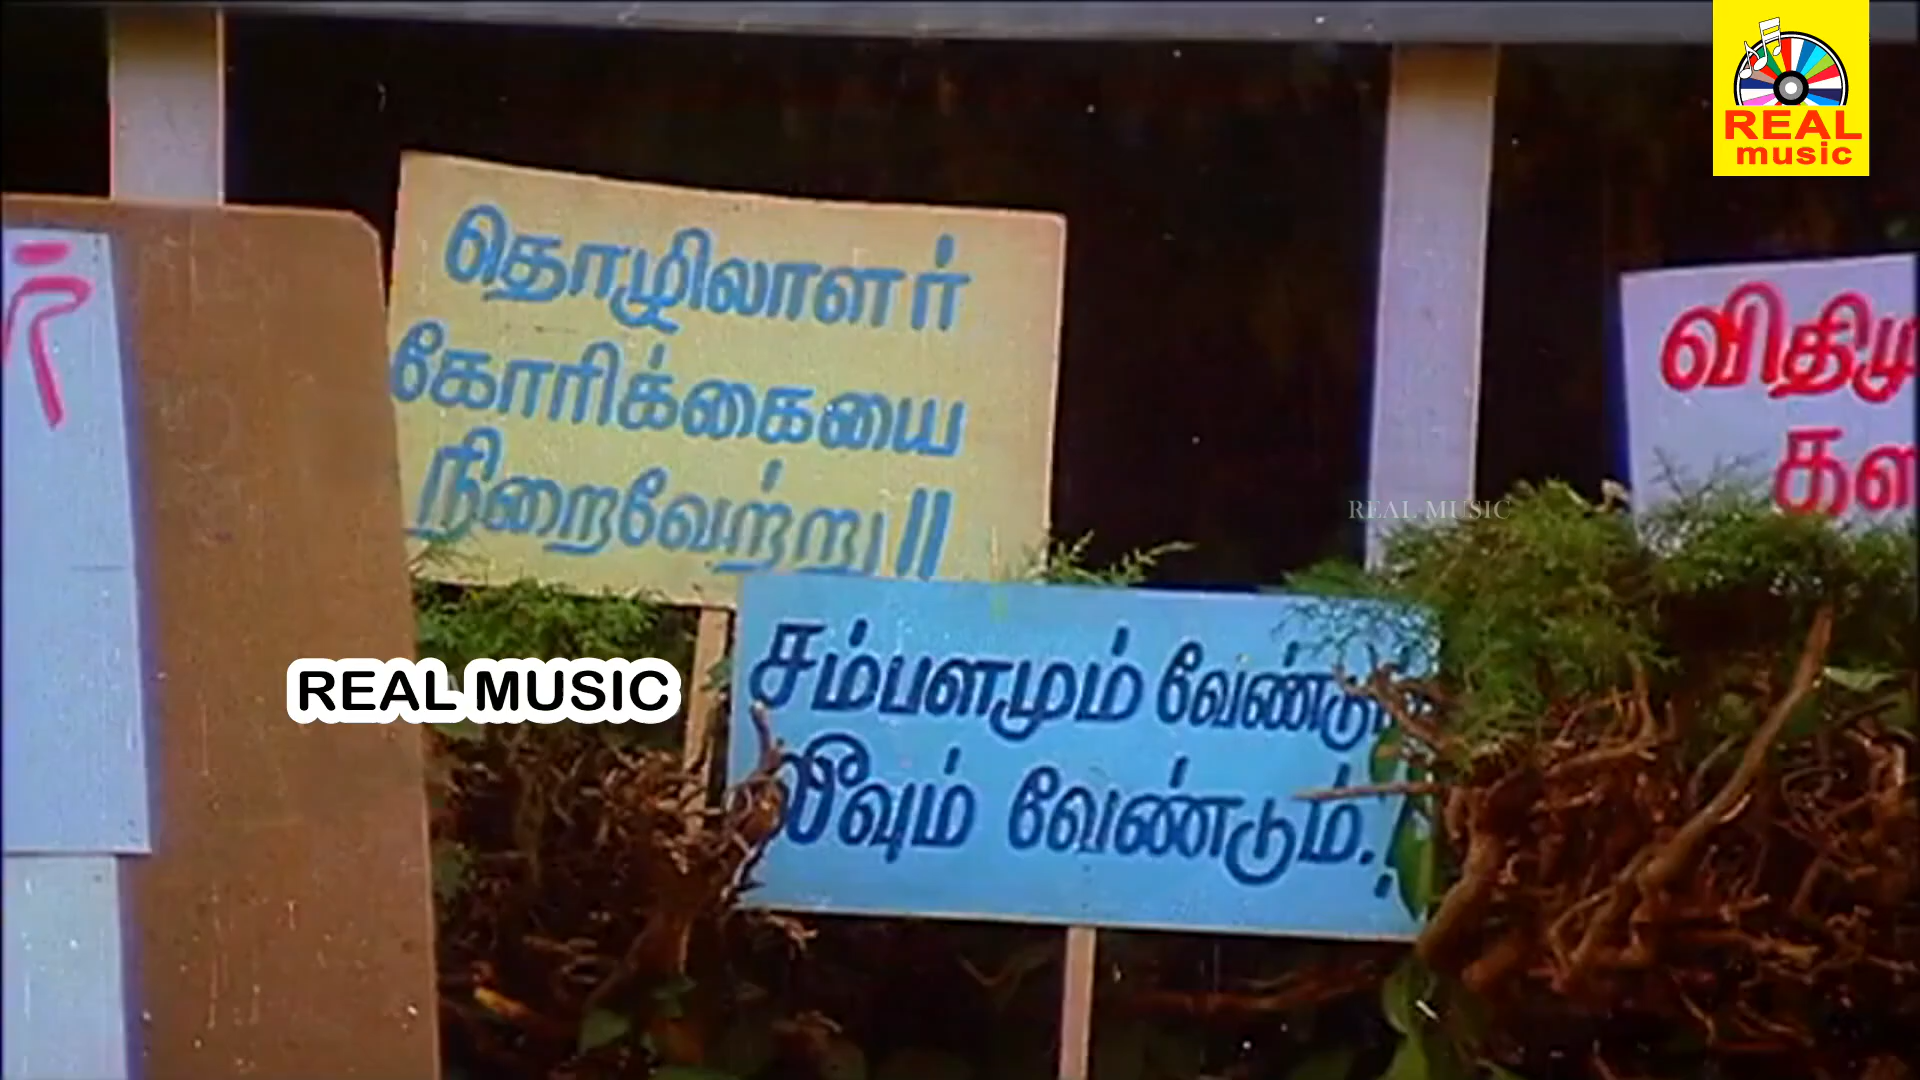 REAL
music
தொழிலாளர்
கோரிக்கையை
நிறைவேற்று!!
REAL MUSIC
REAL MUSIC
சம்பளமும் வேண்டும்
லீவும் வேண்டும்.!